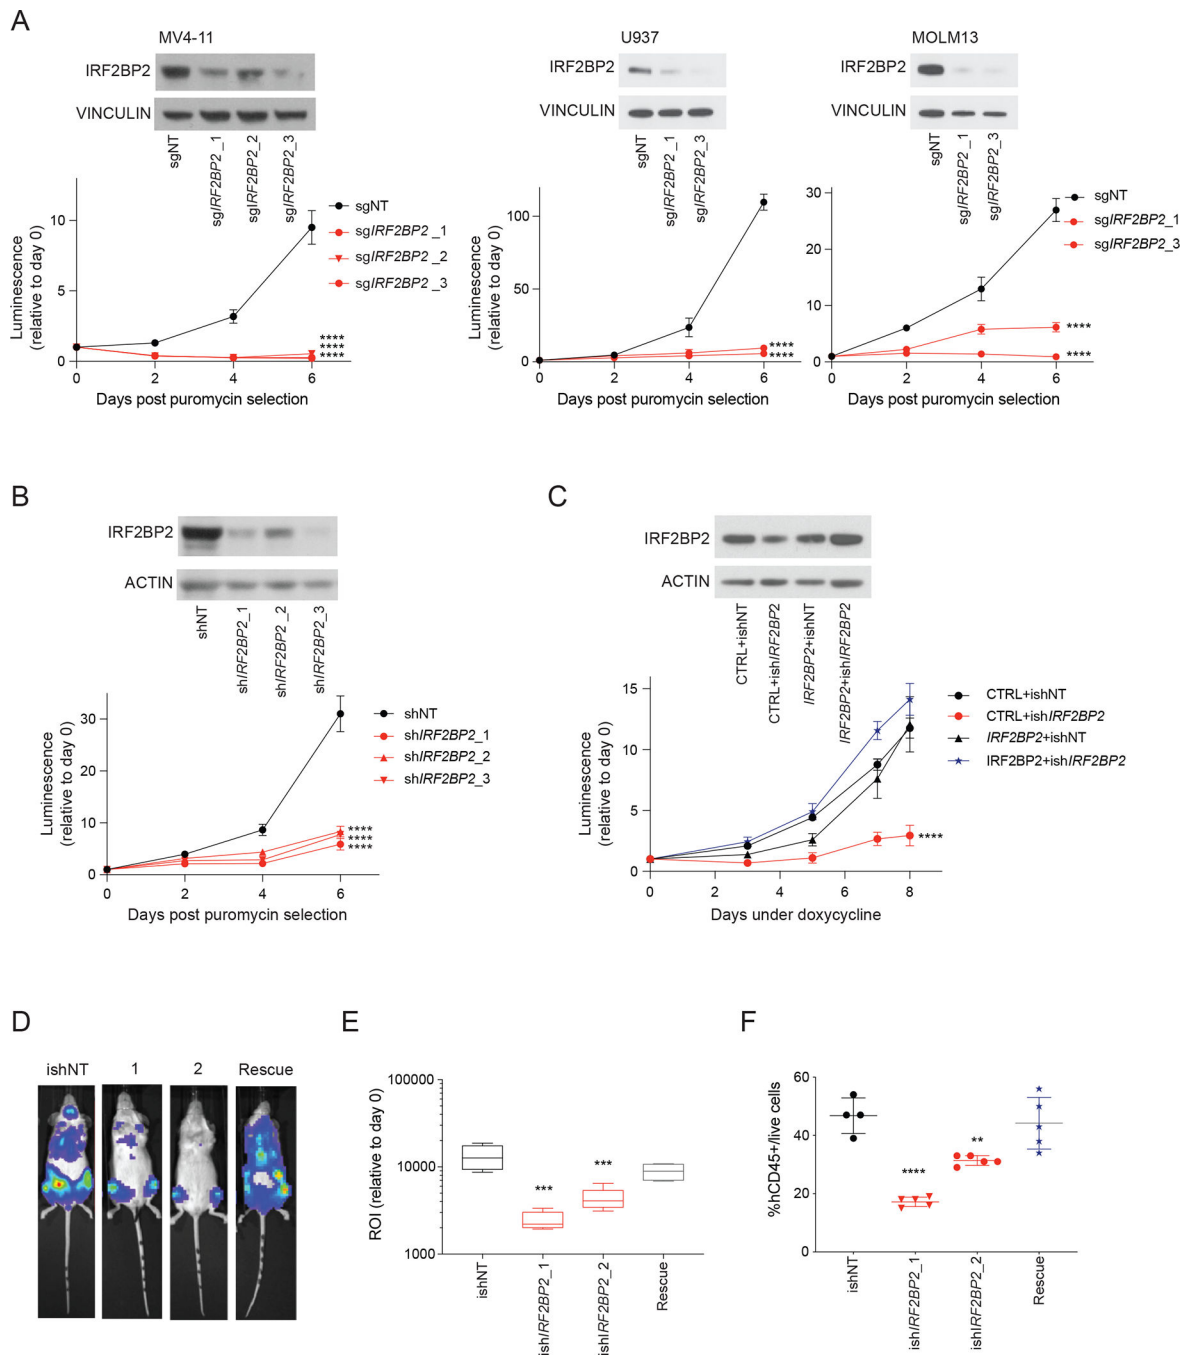 A
MV4-11
IRF2BP2
VINCULIN
sgNT
sgIRF2BP2_1
sgIRF2BP2_2
sgIRF2BP2_3
Luminescence
(relative to day 0)
10
5
0
0 2 4 6
Days post puromycin selection
sgNT
sgIRF2BP2_1
sgIRF2BP2_2
sgIRF2BP2_3
****
****
****
U937
IRF2BP2
VINCULIN
sgNT
sgIRF2BP2_1
sgIRF2BP2_3
Luminescence
(relative to day 0)
100
50
0
0 2 4 6
Days post puromycin selection
****
****
MOLM13
IRF2BP2
VINCULIN
sgNT
sgIRF2BP2_1
sgIRF2BP2_3
30
20
10
0
0 2 4 6
Days post puromycin selection
sgNT
sgIRF2BP2_1
sgIRF2BP2_3
****
****
B
IRF2BP2
ACTIN
shNT
shIRF2BP2_1
shIRF2BP2_2
shIRF2BP2_3
Luminescence
(relative to day 0)
30
20
10
0
0 2 4 6
Days post puromycin selection
shNT
shIRF2BP2_1
shIRF2BP2_2
shIRF2BP2_3
****
****
****
C
IRF2BP2
ACTIN
CTRL+ishNT
CTRL+ishIRF2BP2
IRF2BP2+ishNT
IRF2BP2+ishIRF2BP2
Luminescence
(relative to day 0)
15
10
5
0
0 2 4 6 8
Days under doxycycline
CTRL+ishNT
CTRL+ishIRF2BP2
IRF2BP2+ishNT
IRF2BP2+ishIRF2BP2
****
D
ishNT 1 2 Rescue
E
ROI (relative to day 0)
100000
10000
1000
***
***
ishNT
ishIRF2BP2_1
ishIRF2BP2_2
Rescue
F
%hCD45+/live cells
60
40
20
0
****
**
ishNT
ishIRF2BP2_1
ishIRF2BP2_2
Rescue